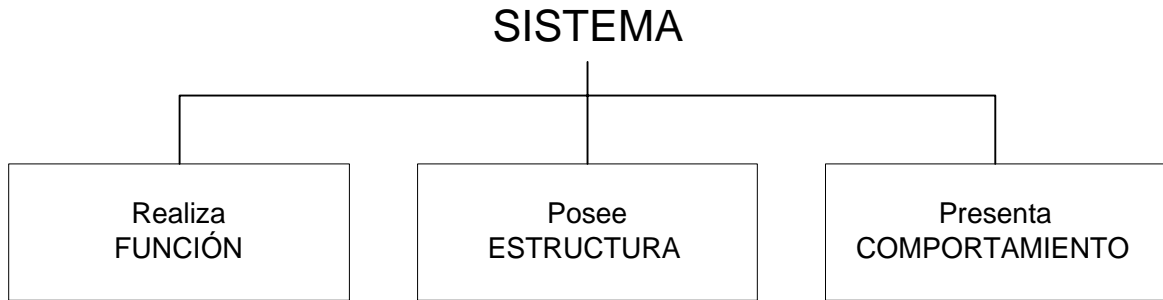 SISTEMA
Realiza
FUNCIÓN
Posee
ESTRUCTURA
Presenta
COMPORTAMIENTO